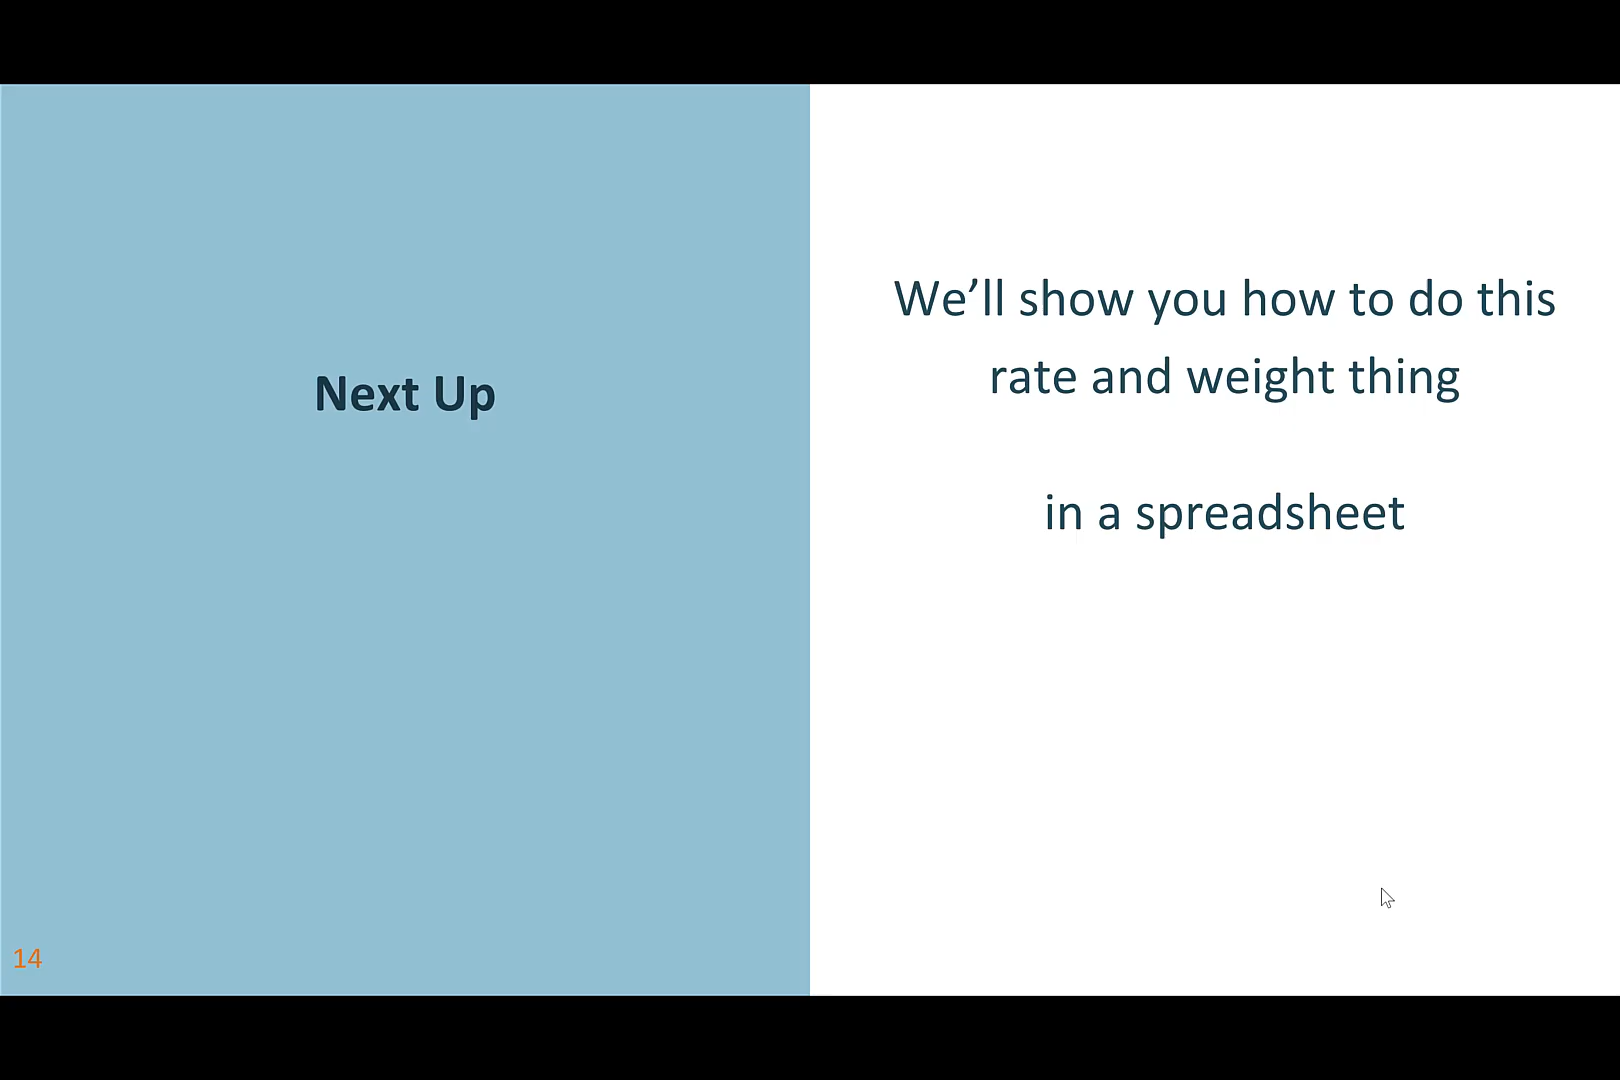 Next Up
We’ll show you how to do this
rate and weight thing
in a spreadsheet
14